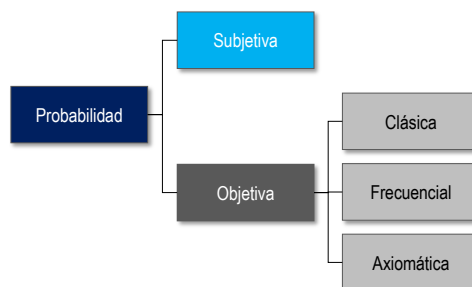 Subjetiva
Probabilidad
Objetiva
Clásica
Frecuencial
Axiomática